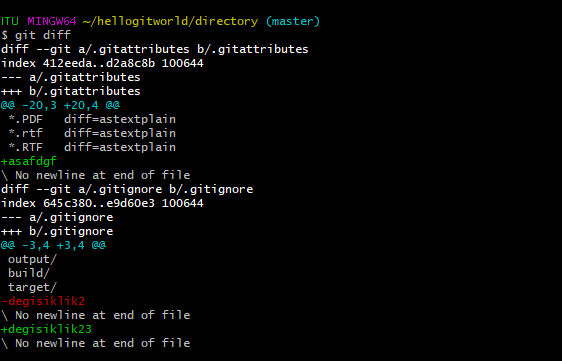 ITU MINGW64 ~/hellogitworld/directory (master)
$ git diff
diff --git a/.gitattributes b/.gitattributes
index 412eeda..d2a8c8b 100644
--- a/.gitattributes
+++ b/.gitattributes
@@ -20,3 +20,4 @@
 *.PDF   diff=astextplain
 *.rtf   diff=astextplain
 *.RTF   diff=astextplain
+asafdgf
\ No newline at end of file
diff --git a/.gitignore b/.gitignore
index 645c380..e9d60e3 100644
--- a/.gitignore
+++ b/.gitignore
@@ -3,4 +3,4 @@
 output/
 build/
 target/
-degisiklik2
\ No newline at end of file
+degisiklik23
\ No newline at end of file